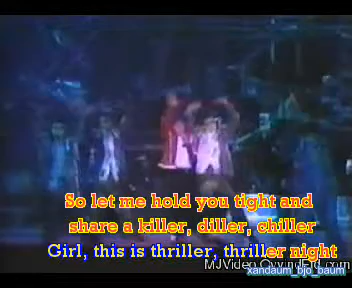 So let me hold you tight and
share a killer, diller, chiller
Girl, this is thriller, thriller night
xandaum_bjo_baum